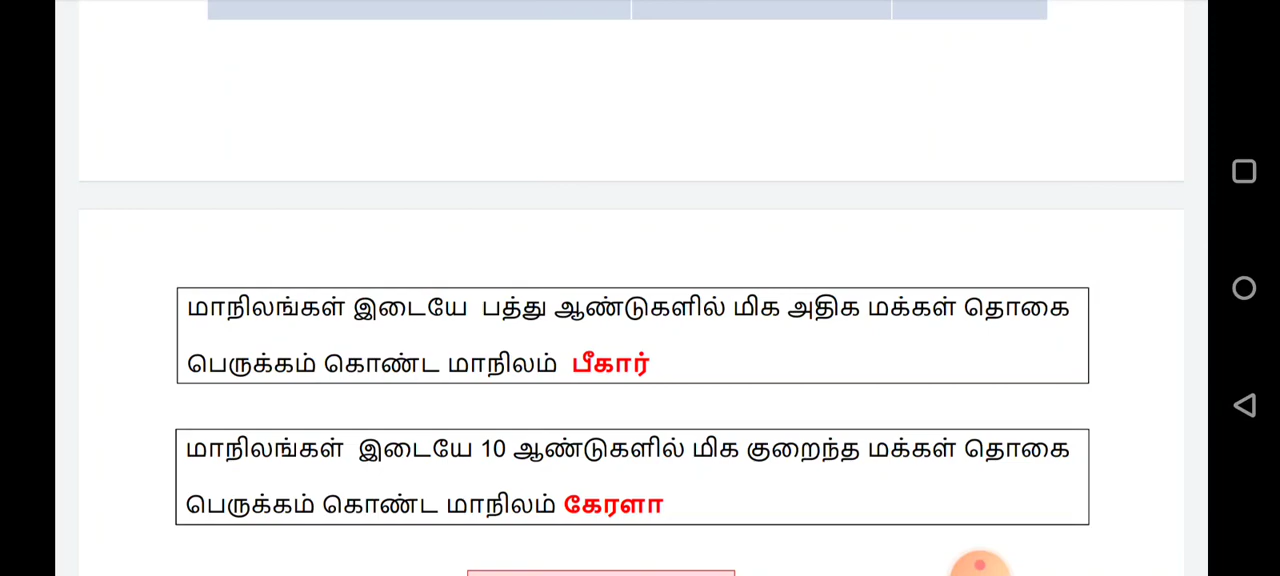 மாநிலங்கள் இடையே பத்து ஆண்டுகளில் மிக அதிக மக்கள் தொகை
பெருக்கம் கொண்ட மாநிலம் பீகார்
மாநிலங்கள் இடையே 10 ஆண்டுகளில் மிக குறைந்த மக்கள் தொகை
பெருக்கம் கொண்ட மாநிலம் கேரளா